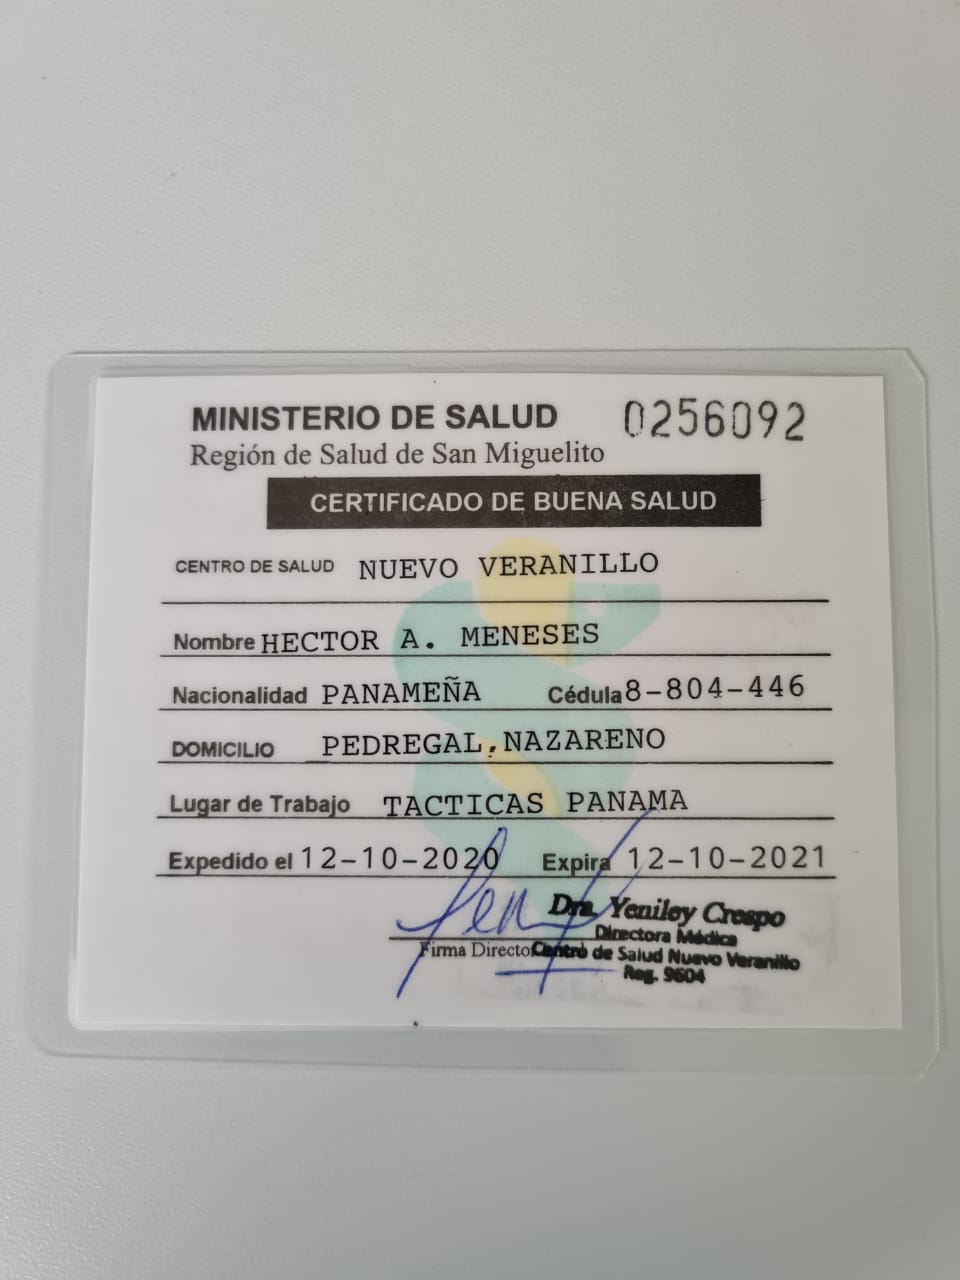 MINISTERIO DE SALUD 0256092
Región de Salud de San Miguelito
CERTIFICADO DE BUENA SALUD
CENTRO DE SALUD NUEVO VERANILLO
Nombre HECTOR A. MENESES
Nacionalidad PANAMEÑA Cédula 8-804-446
DOMICILIO PEDREGAL, NAZARENO
Lugar de Trabajo TACTICAS PANAMA
Expedido el 12-10-2020 Expira 12-10-2021
Dra. Yeniley Crespo
Directora Médica
Firma Director Centro de Salud Nuevo Veranillo
Reg. 9604